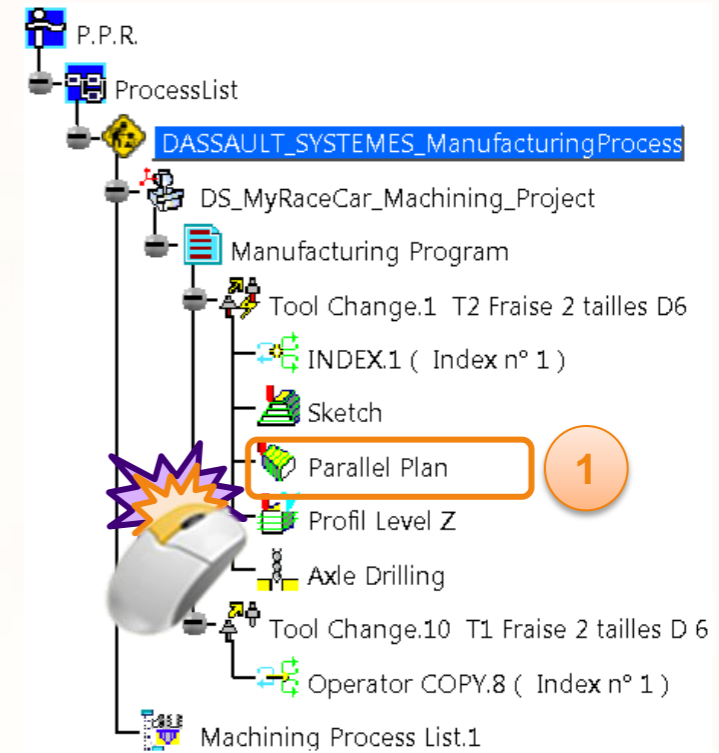 P.P.R.
ProcessList
DASSAULT_SYSTEMES_ManufacturingProcess
DS_MyRaceCar_Machining_Project
Manufacturing Program
Tool Change.1 T2 Fraise 2 tailles D6
INDEX.1 ( Index n° 1 )
Sketch
Parallel Plan
1
Profil Level Z
Axle Drilling
Tool Change.10 T1 Fraise 2 tailles D 6
Operator COPY.8 ( Index n° 1 )
Machining Process List.1